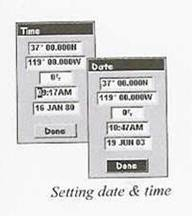 Time
37° 00.000N
119° 00.000W
0%
09:17AM
16 JAN 80
Done
Date
37° 00.000N
119° 00.000W
0%
10:47AM
19 JUN 03
Done
Setting date & time